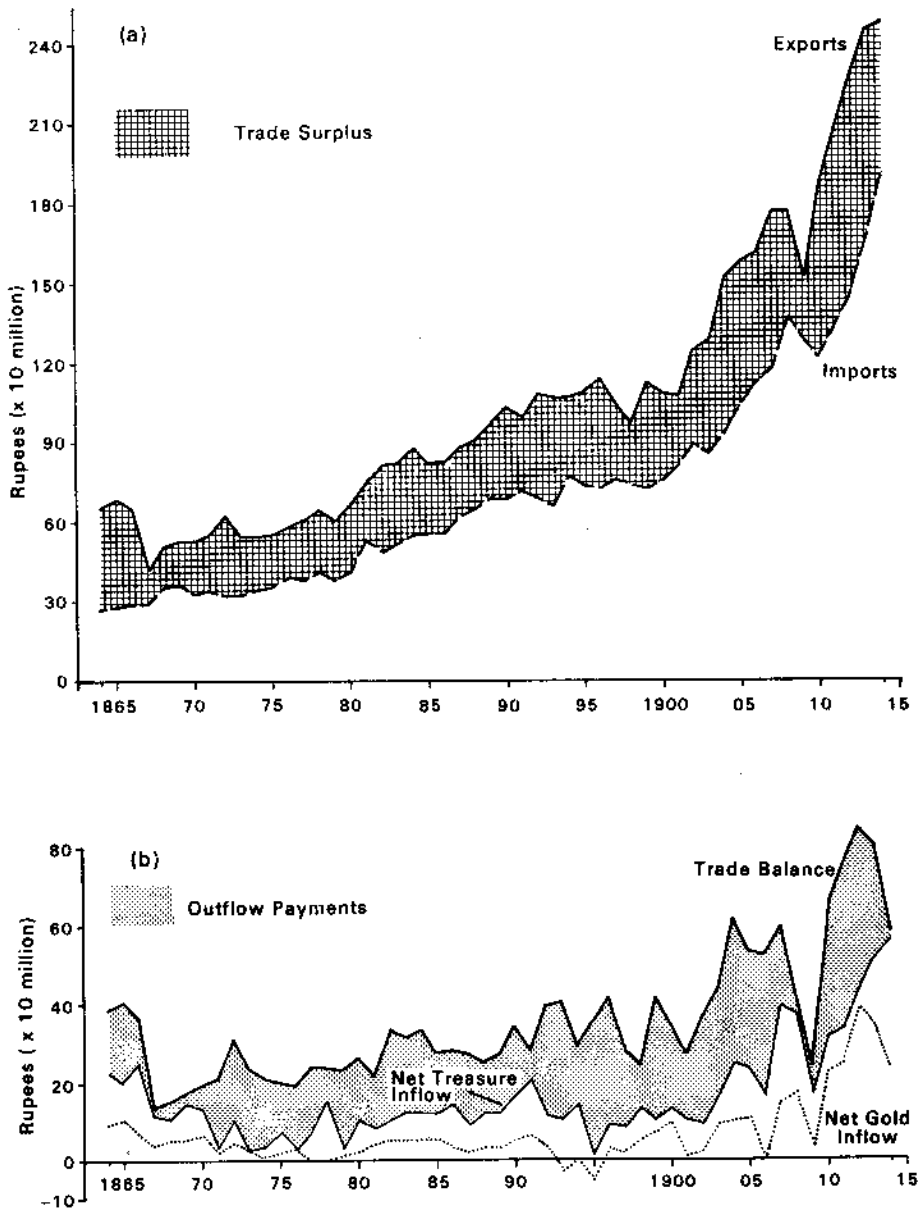 (a)
Exports
Trade Surplus
Imports
Rupees (x 10 million)
240
210
180
150
120
90
60
30
0
1865 70 75 80 85 90 95 1900 05 10 15
(b)
Trade Balance
Outflow Payments
Net Treasure
Inflow
Net Gold
Inflow
Rupees ( x 10 million)
80
60
40
20
0
-10
1865 70 75 80 85 90 95 1900 05 10 15